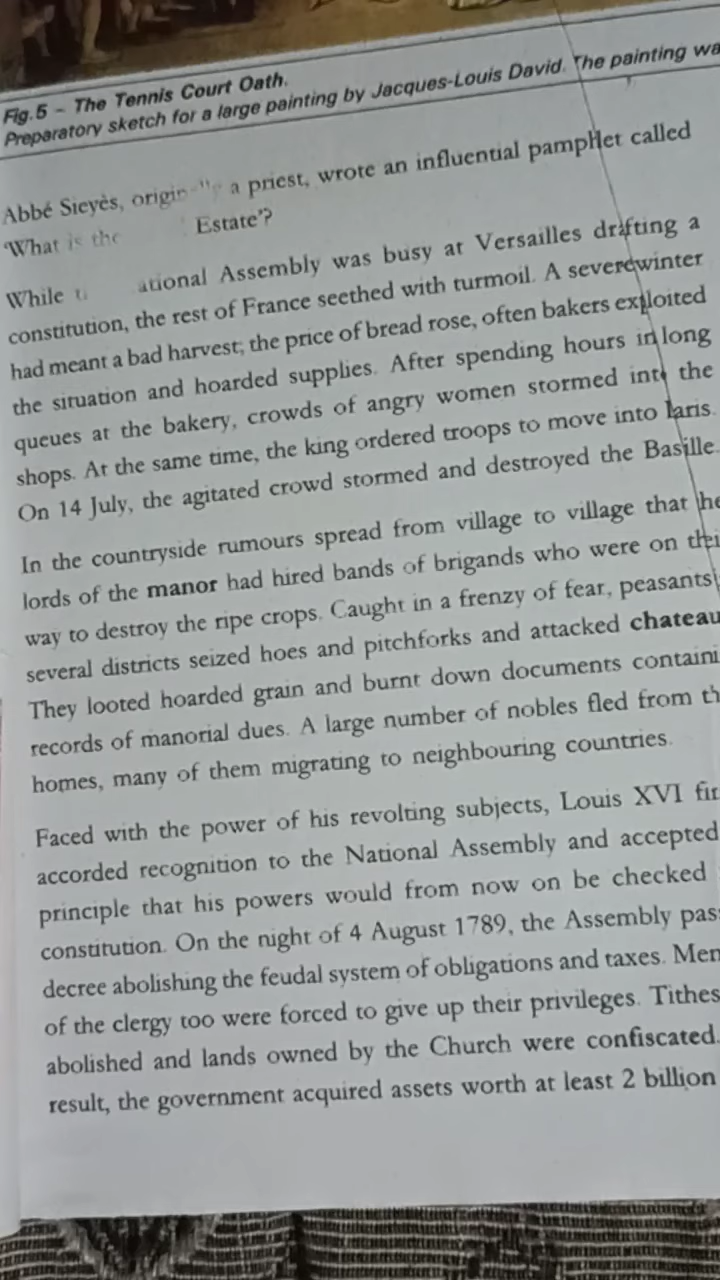 Fig.5 – The Tennis Court Oath.
Preparatory sketch for a large painting by Jacques-Louis David. The painting wa
Abbé Sieyès, a priest, wrote an influential pamphlet called
'What is the Estate'?
While ational Assembly was busy at Versailles drafting a
constitution, the rest of France seethed with turmoil. A severe winter
had meant a bad harvest; the price of bread rose, often bakers exploited
the situation and hoarded supplies. After spending hours in long
queues at the bakery, crowds of angry women stormed into the
shops. At the same time, the king ordered troops to move into Paris.
On 14 July, the agitated crowd stormed and destroyed the Bastille.
In the countryside rumours spread from village to village that the
lords of the manor had hired bands of brigands who were on thei
way to destroy the ripe crops. Caught in a frenzy of fear, peasants
several districts seized hoes and pitchforks and attacked chateau
They looted hoarded grain and burnt down documents containi
records of manorial dues. A large number of nobles fled from th
homes, many of them migrating to neighbouring countries.
Faced with the power of his revolting subjects, Louis XVI fin
accorded recognition to the National Assembly and accepted
principle that his powers would from now on be checked
constitution. On the night of 4 August 1789, the Assembly pas
decree abolishing the feudal system of obligations and taxes. Mem
of the clergy too were forced to give up their privileges. Tithes
abolished and lands owned by the Church were confiscated.
result, the government acquired assets worth at least 2 billion